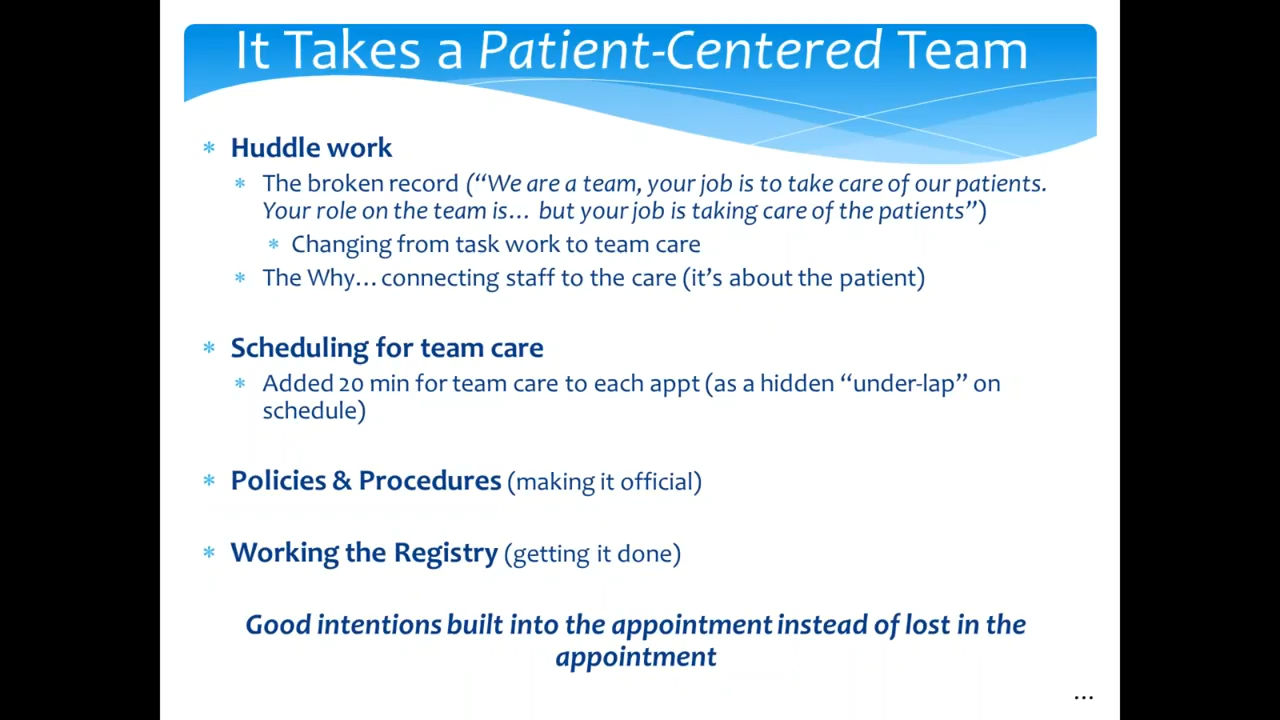 It Takes a Patient-Centered Team
* Huddle work
* The broken record (“We are a team, your job is to take care of our patients.
Your role on the team is… but your job is taking care of the patients”)
* Changing from task work to team care
* The Why… connecting staff to the care (it’s about the patient)
* Scheduling for team care
* Added 20 min for team care to each appt (as a hidden “under-lap” on
schedule)
* Policies & Procedures (making it official)
* Working the Registry (getting it done)
Good intentions built into the appointment instead of lost in the
appointment
…